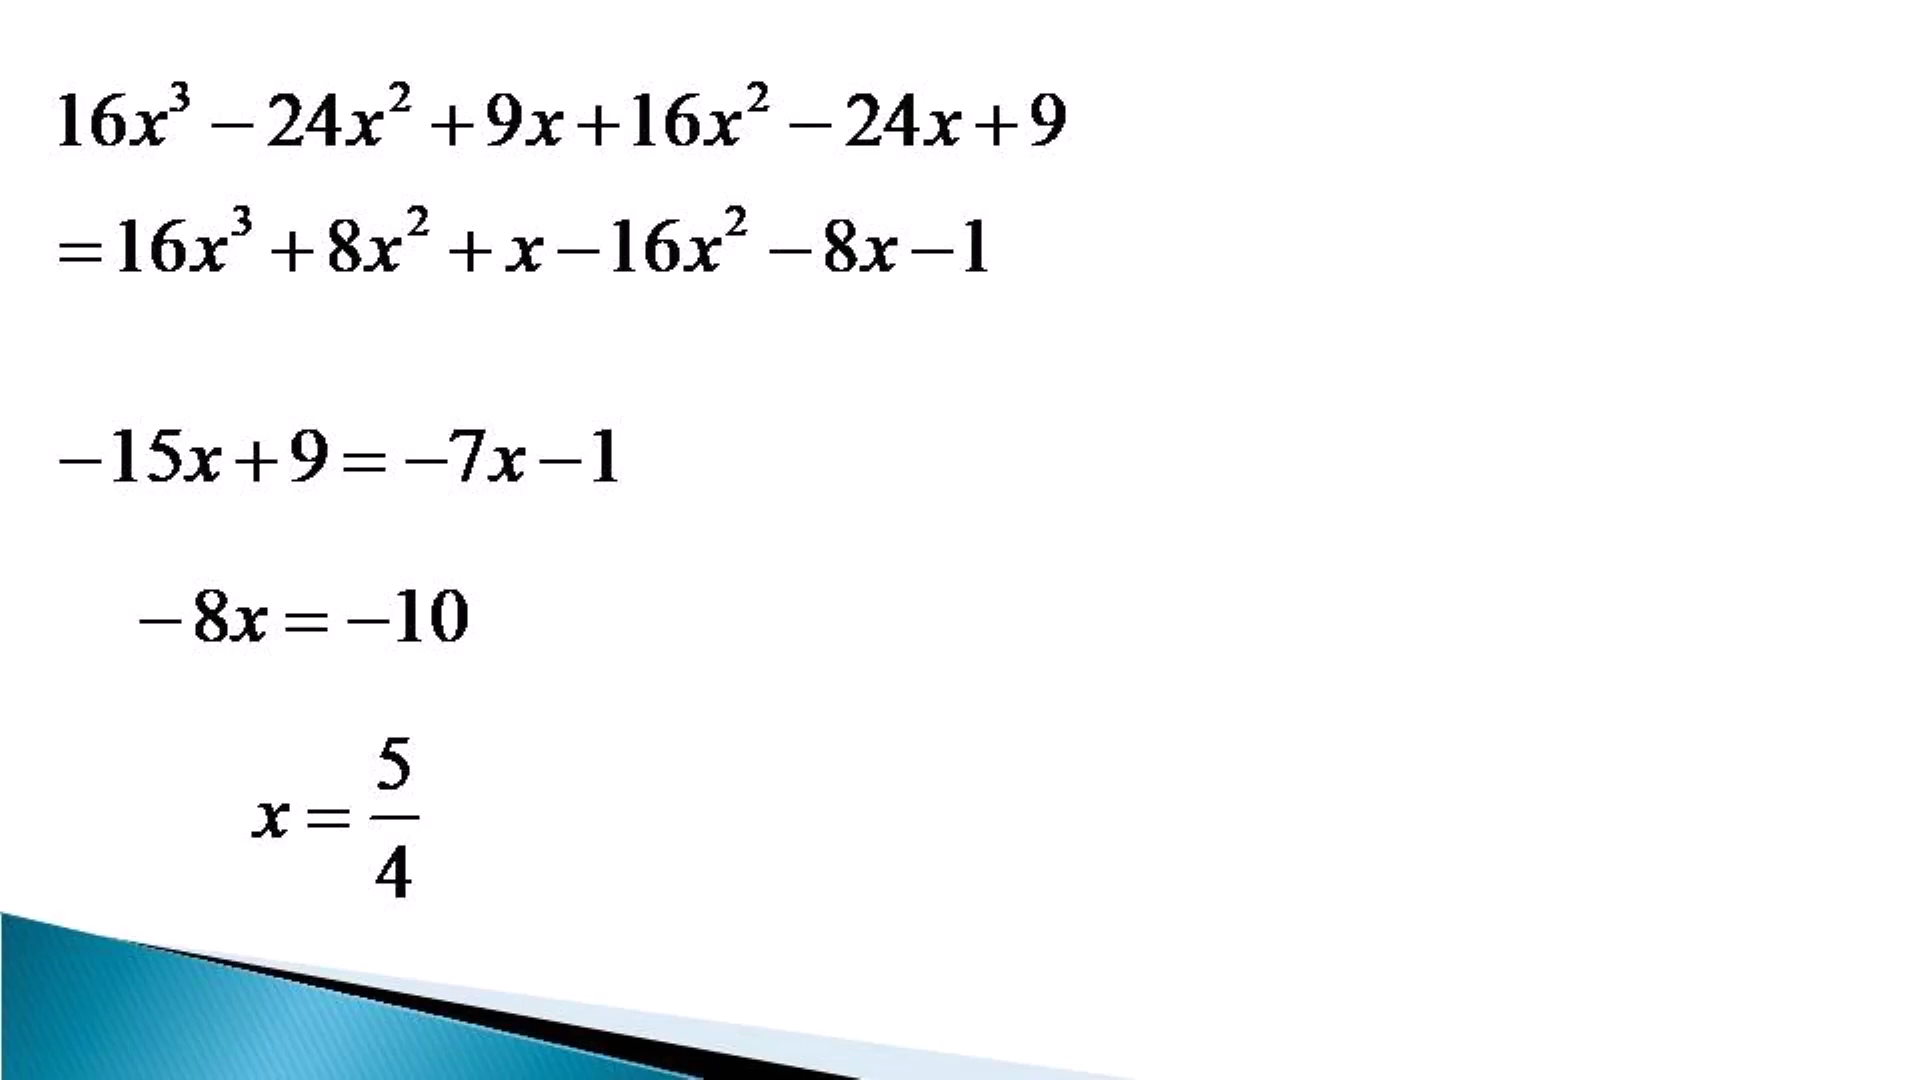 16x³ − 24x² + 9x + 16x² − 24x + 9
= 16x³ + 8x² + x − 16x² − 8x − 1
−15x + 9 = −7x − 1
−8x = −10
x = 5/4